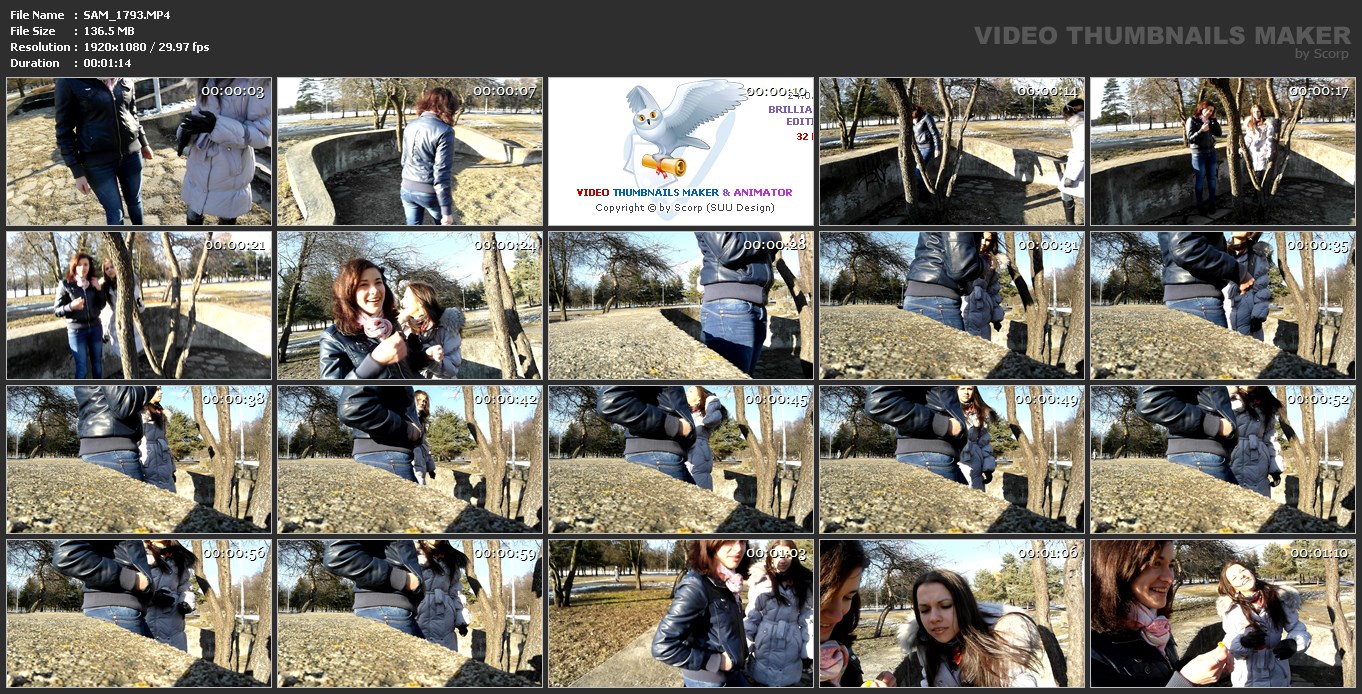 File Name : SAM_1793.MP4
File Size : 136.5 MB
Resolution : 1920x1080 / 29.97 fps
Duration : 00:01:14
VIDEO THUMBNAILS MAKER
by Scorp
00:00:03
00:00:07
00:00:10
BRILLIA
EDITI
32
VIDEO THUMBNAILS MAKER & ANIMATOR
Copyright © by Scorp (SUU Design)
00:00:14
00:00:17
00:00:21
00:00:24
00:00:28
00:00:31
00:00:35
00:00:38
00:00:42
00:00:45
00:00:49
00:00:52
00:00:56
00:00:59
00:01:03
00:01:06
00:01:10